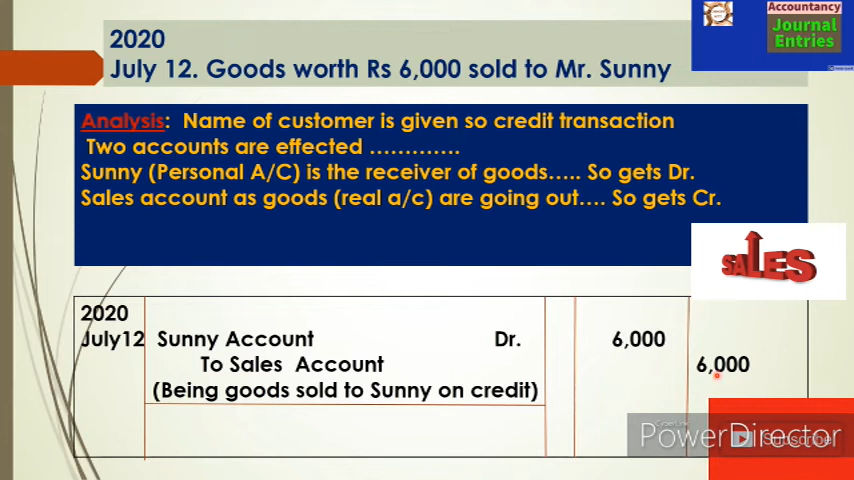 2020
July 12. Goods worth Rs 6,000 sold to Mr. Sunny
Accountancy
Journal
Entries
Analysis: Name of customer is given so credit transaction
Two accounts are effected ………….
Sunny (Personal A/C) is the receiver of goods….. So gets Dr.
Sales account as goods (real a/c) are going out…. So gets Cr.
SALES
2020
July12 Sunny Account Dr. 6,000
To Sales Account 6,000
(Being goods sold to Sunny on credit)
CyberLink
PowerDirector
Subscribe